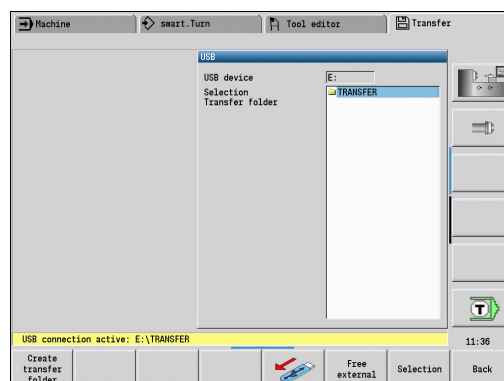 Machine
smart.Turn
Tool editor
Transfer
USB
USB device
E:
Selection
TRANSFER
Transfer folder
T
USB connection active: E:\TRANSFER
11:36
Create
transfer
folder
Free
external
Selection
Back